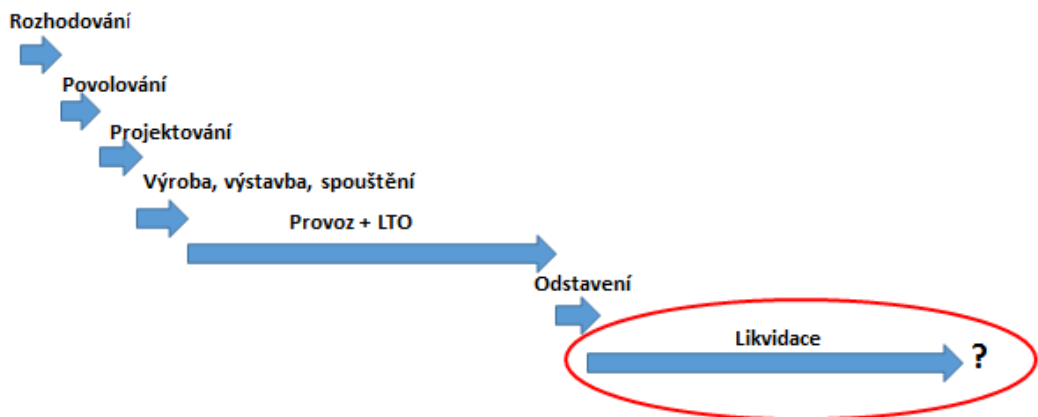 Rozhodování
Povolování
Projektování
Výroba, výstavba, spouštění
Provoz + LTO
Odstavení
Likvidace
?